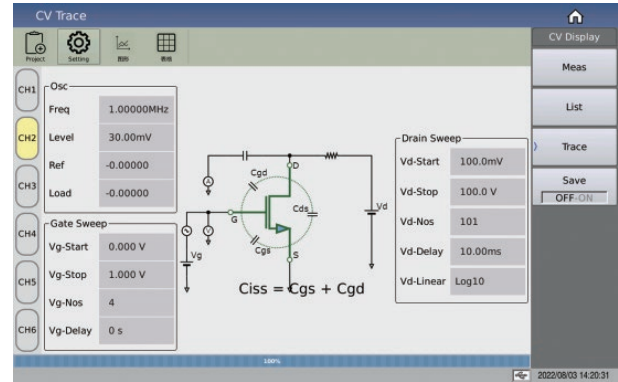 CV Trace
Project
Setting
图形
表格
CH1
CH2
CH3
CH4
CH5
CH6
Osc
Freq 1.00000MHz
Level 30.00mV
Ref -0.00000
Load -0.00000
Gate Sweep
Vg-Start 0.000 V
Vg-Stop 1.000 V
Vg-Nos 4
Vg-Delay 0 s
A
V
Vg
G
D
S
Cgd
Cds
Cgs
Vd
Ciss = Cgs + Cgd
Drain Sweep
Vd-Start 100.0mV
Vd-Stop 100.0 V
Vd-Nos 101
Vd-Delay 10.00ms
Vd-Linear Log10
CV Display
Meas
List
Trace
Save
OFF-ON
100%
2022/08/03 14:20:31